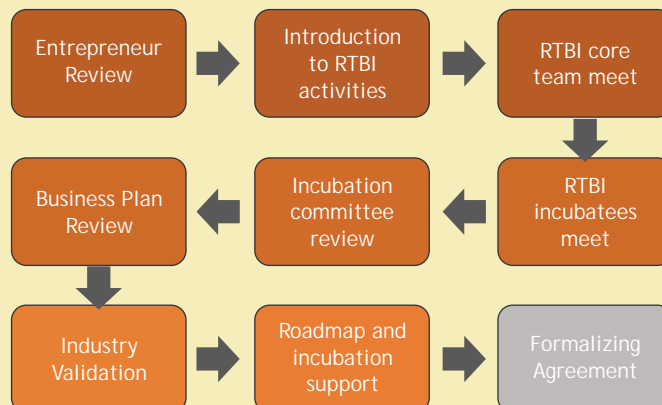 Entrepreneur
Review
Introduction
to RTBI
activities
RTBI core
team meet
RTBI
incubatees
meet
Incubation
committee
review
Business Plan
Review
Industry
Validation
Roadmap and
incubation
support
Formalizing
Agreement